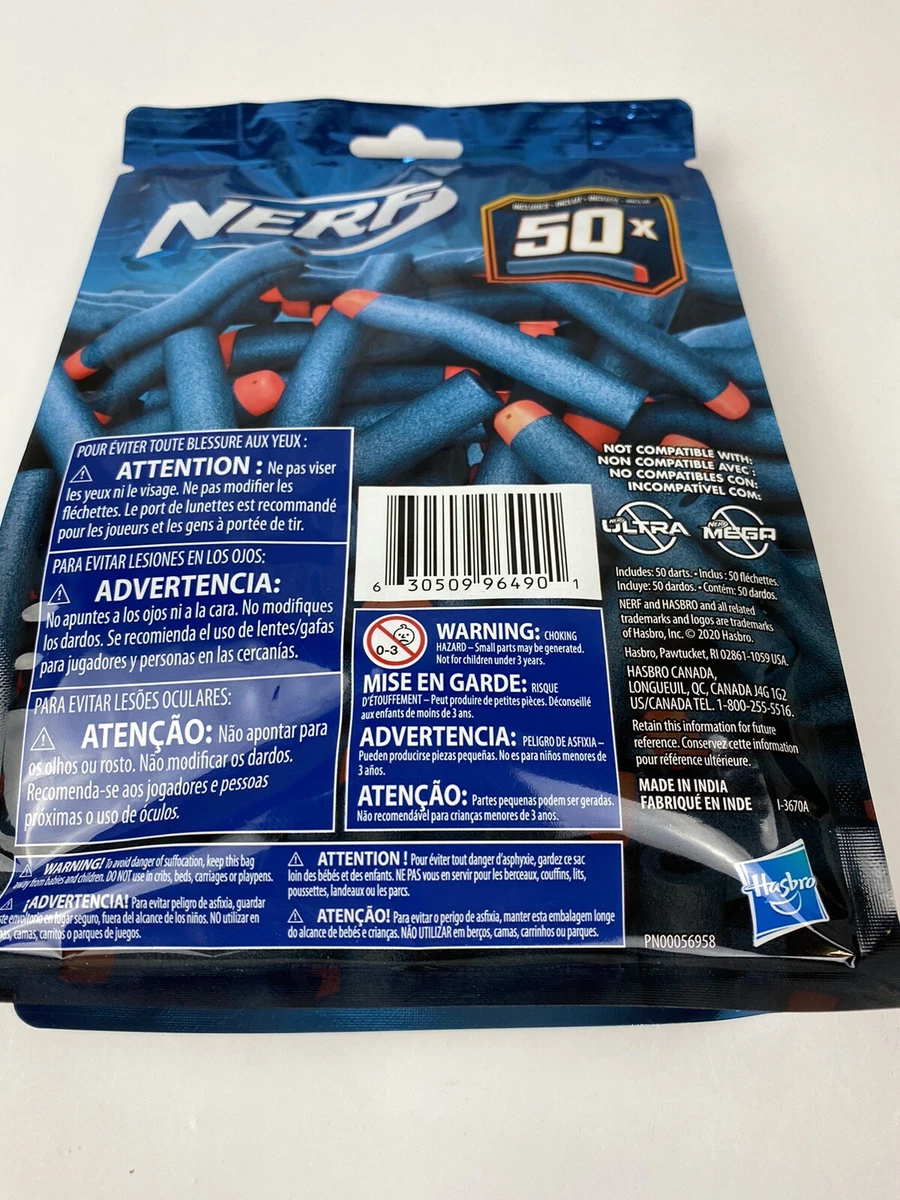 NERF
50x
POUR ÉVITER TOUTE BLESSURE AUX YEUX :
ATTENTION : Ne pas viser
les yeux ni le visage. Ne pas modifier les
fléchettes. Le port de lunettes est recommandé
pour les joueurs et les gens à portée de tir.
PARA EVITAR LESIONES EN LOS OJOS:
ADVERTENCIA:
No apuntes a los ojos ni a la cara. No modifiques
los dardos. Se recomienda el uso de lentes/gafas
para jugadores y personas en las cercanías.
PARA EVITAR LESÕES OCULARES:
ATENÇÃO: Não apontar para
os olhos ou rosto. Não modificar os dardos.
Recomenda-se aos jogadores e pessoas
próximas o uso de óculos.
6 30509 96490 1
0-3
WARNING: CHOKING
HAZARD – Small parts may be generated.
Not for children under 3 years.
MISE EN GARDE: RISQUE
D'ÉTOUFFEMENT – Peut produire de petites pièces. Déconseillé
aux enfants de moins de 3 ans.
ADVERTENCIA: PELIGRO DE ASFIXIA –
Pueden producirse piezas pequeñas. No es para niños menores de
3 años.
ATENÇÃO: Partes pequenas podem ser geradas.
Não recomendável para crianças menores de 3 anos.
NOT COMPATIBLE WITH:
NON COMPATIBLE AVEC :
NO COMPATIBLES CON:
INCOMPATÍVEL COM:
NERF ULTRA
NERF MEGA
Includes: 50 darts. • Inclus : 50 fléchettes.
Incluye: 50 dardos. • Contém: 50 dardos.
NERF and HASBRO and all related
trademarks and logos are trademarks
of Hasbro, Inc. © 2020 Hasbro.
Hasbro, Pawtucket, RI 02861-1059 USA.
HASBRO CANADA,
LONGUEUIL, QC, CANADA J4G 1G2
US/CANADA TEL. 1-800-255-5516.
Retain this information for future
reference. Conservez cette information
pour référence ultérieure.
MADE IN INDIA
FABRIQUÉ EN INDE I-3670A
WARNING! To avoid danger of suffocation, keep this bag
away from babies and children. DO NOT use in cribs, beds, carriages or playpens.
¡ADVERTENCIA! Para evitar peligro de asfixia, guardar
este envoltorio en lugar seguro, fuera del alcance de los niños. NO utilizar en
camas, carritos o parques de juegos.
ATTENTION ! Pour éviter tout danger d'asphyxie, gardez ce sac
loin des bébés et des enfants. NE PAS vous en servir pour les berceaux, couffins, lits,
poussettes, landeaux ou les parcs.
ATENÇÃO! Para evitar o perigo de asfixia, manter esta embalagem longe
do alcance de bebês e crianças. NÃO UTILIZAR em berços, camas, carrinhos ou parques.
Hasbro
PN00056958